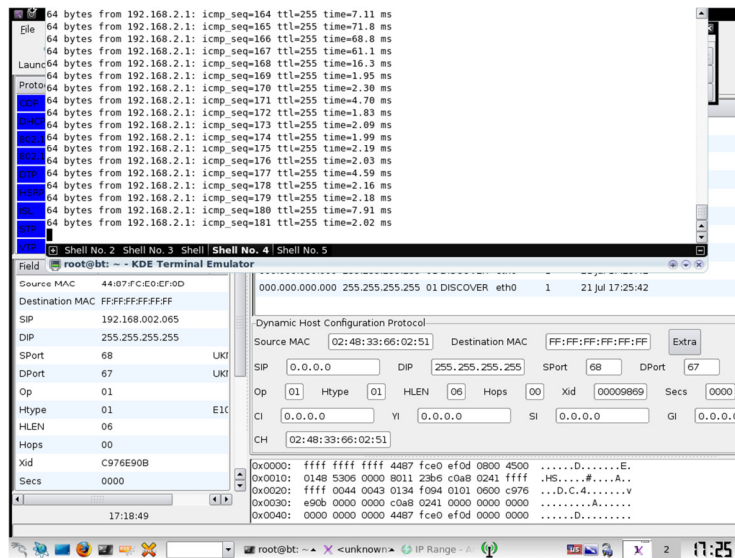 64 bytes from 192.168.2.1: icmp_seq=164 ttl=255 time=7.11 ms
64 bytes from 192.168.2.1: icmp_seq=165 ttl=255 time=71.8 ms
64 bytes from 192.168.2.1: icmp_seq=166 ttl=255 time=68.8 ms
64 bytes from 192.168.2.1: icmp_seq=167 ttl=255 time=61.1 ms
64 bytes from 192.168.2.1: icmp_seq=168 ttl=255 time=16.3 ms
64 bytes from 192.168.2.1: icmp_seq=169 ttl=255 time=1.95 ms
64 bytes from 192.168.2.1: icmp_seq=170 ttl=255 time=2.30 ms
64 bytes from 192.168.2.1: icmp_seq=171 ttl=255 time=4.70 ms
64 bytes from 192.168.2.1: icmp_seq=172 ttl=255 time=1.83 ms
64 bytes from 192.168.2.1: icmp_seq=173 ttl=255 time=2.09 ms
64 bytes from 192.168.2.1: icmp_seq=174 ttl=255 time=1.99 ms
64 bytes from 192.168.2.1: icmp_seq=175 ttl=255 time=2.19 ms
64 bytes from 192.168.2.1: icmp_seq=176 ttl=255 time=2.03 ms
64 bytes from 192.168.2.1: icmp_seq=177 ttl=255 time=4.59 ms
64 bytes from 192.168.2.1: icmp_seq=178 ttl=255 time=2.16 ms
64 bytes from 192.168.2.1: icmp_seq=179 ttl=255 time=2.18 ms
64 bytes from 192.168.2.1: icmp_seq=180 ttl=255 time=7.91 ms
64 bytes from 192.168.2.1: icmp_seq=181 ttl=255 time=2.02 ms
File
Launc
Proto
CDP
DTP
STP
VTP
Shell No. 2 Shell No. 3 Shell Shell No. 4 Shell No. 5
root@bt: ~ - KDE Terminal Emulator
Field
Source MAC 44:87:FC:E0:EF:0D
Destination MAC FF:FF:FF:FF:FF:FF
SIP 192.168.002.065
DIP 255.255.255.255
SPort 68 UKN
DPort 67 UKN
Op 01
Htype 01 E10
HLEN 06
Hops 00
Xid C976E90B
Secs 0000
17:18:49
000.000.000.000 255.255.255.255 01 DISCOVER eth0 1 21 Jul 17:25:42
Dynamic Host Configuration Protocol
Source MAC 02:48:33:66:02:51 Destination MAC FF:FF:FF:FF:FF:FF Extra
SIP 0.0.0.0 DIP 255.255.255.255 SPort 68 DPort 67
Op 01 Htype 01 HLEN 06 Hops 00 Xid 00009869 Secs 0000
CI 0.0.0.0 YI 0.0.0.0 SI 0.0.0.0 GI 0.0.0.
CH 02:48:33:66:02:51
0x0000: ffff ffff ffff 4487 fce0 ef0d 0800 4500 ......D.......E.
0x0010: 0148 5306 0000 8011 23b6 c0a8 0241 ffff .HS.....#....A..
0x0020: ffff 0044 0043 0134 f094 0101 0600 c976 ...D.C.4.......v
0x0030: e90b 0000 0000 c0a8 0241 0000 0000 0000 .........A......
0x0040: 0000 0000 0000 4487 fce0 ef0d 0000 0000 ......D.........
root@bt: ~ <unknown> IP Range - A us 2 17:25